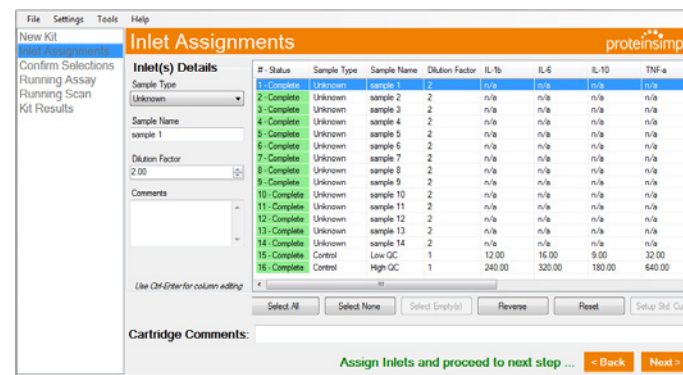 File Settings Tools Help
New Kit
Inlet Assignments
Confirm Selections
Running Assay
Running Scan
Kit Results
Inlet Assignments
proteinsimp
Inlet(s) Details
Sample Type
Unknown
Sample Name
sample 1
Dilution Factor
2.00
Comments
Use Ctrl-Enter for column editing
# - Status Sample Type Sample Name Dilution Factor IL-1b IL-6 IL-10 TNF-a
1 - Complete Unknown sample 1 2 n/a n/a n/a n/a
2 - Complete Unknown sample 2 2 n/a n/a n/a n/a
3 - Complete Unknown sample 3 2 n/a n/a n/a n/a
4 - Complete Unknown sample 4 2 n/a n/a n/a n/a
5 - Complete Unknown sample 5 2 n/a n/a n/a n/a
6 - Complete Unknown sample 6 2 n/a n/a n/a n/a
7 - Complete Unknown sample 7 2 n/a n/a n/a n/a
8 - Complete Unknown sample 8 2 n/a n/a n/a n/a
9 - Complete Unknown sample 9 2 n/a n/a n/a n/a
10 - Complete Unknown sample 10 2 n/a n/a n/a n/a
11 - Complete Unknown sample 11 2 n/a n/a n/a n/a
12 - Complete Unknown sample 12 2 n/a n/a n/a n/a
13 - Complete Unknown sample 13 2 n/a n/a n/a n/a
14 - Complete Unknown sample 14 2 n/a n/a n/a n/a
15 - Complete Control Low QC 1 12.00 16.00 9.00 32.00
16 - Complete Control High QC 1 240.00 320.00 180.00 640.00
Select All Select None Select Empty(s) Reverse Reset Setup Std. Cu
Cartridge Comments:
Assign Inlets and proceed to next step ... < Back Next >